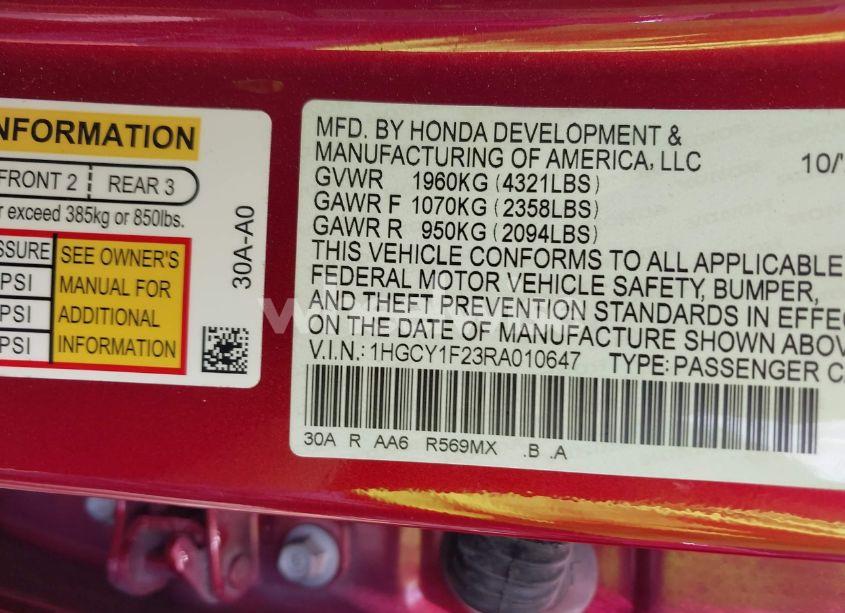 NFORMATION
FRONT 2 REAR 3
exceed 385kg or 850lbs.
SSURE
SEE OWNER'S
MANUAL FOR
ADDITIONAL
INFORMATION
PSI
PSI
PSI
30A-A0
MFD. BY HONDA DEVELOPMENT &
MANUFACTURING OF AMERICA, LLC 10/
GVWR 1960KG (4321LBS)
GAWR F 1070KG (2358LBS)
GAWR R 950KG (2094LBS)
THIS VEHICLE CONFORMS TO ALL APPLICABLE
FEDERAL MOTOR VEHICLE SAFETY, BUMPER,
AND THEFT PREVENTION STANDARDS IN EFFEC
ON THE DATE OF MANUFACTURE SHOWN ABOV
V.I.N.: 1HGCY1F23RA010647 TYPE: PASSENGER C
30A R AA6 R569MX .B .A